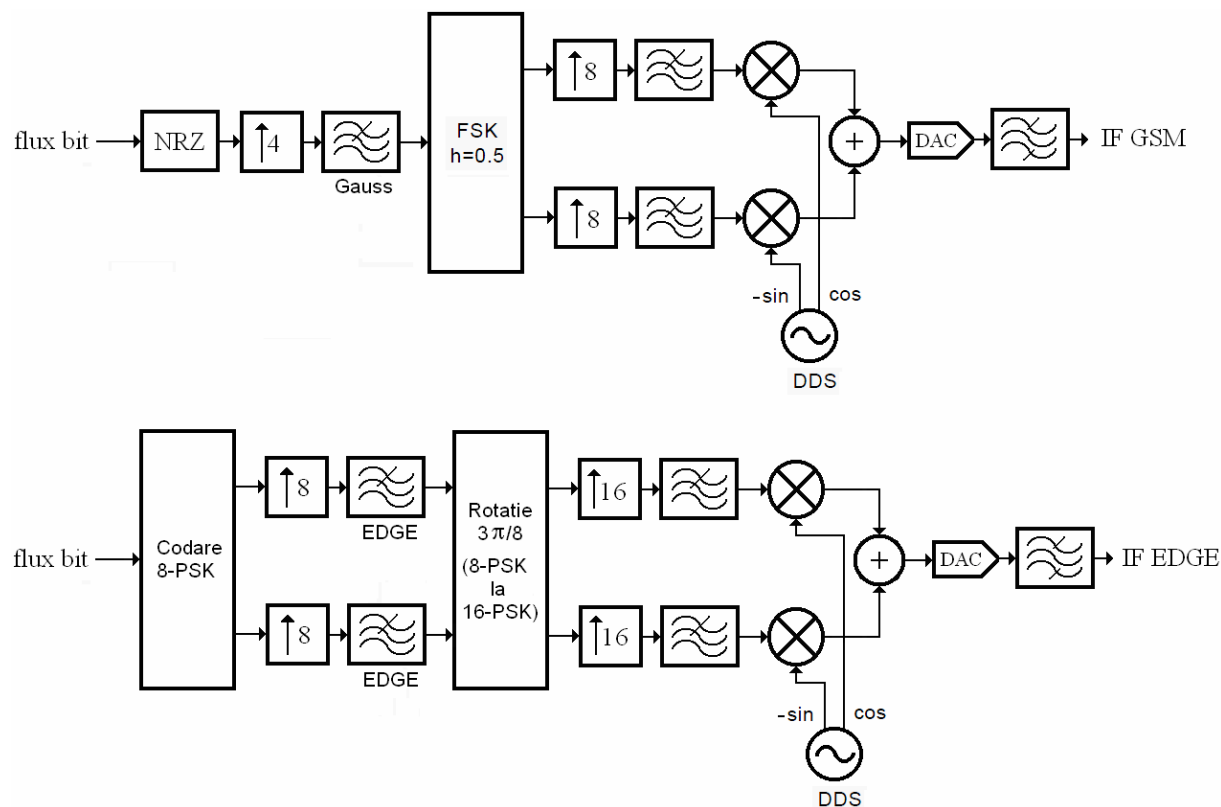 flux bit
NRZ
↑4
Gauss
FSK
h=0.5
↑8
↑8
-sin
cos
DDS
+
DAC
IF GSM
flux bit
Codare
8-PSK
↑8
EDGE
↑8
EDGE
Rotatie
3π/8
(8-PSK
la
16-PSK)
↑16
↑16
-sin
cos
DDS
+
DAC
IF EDGE